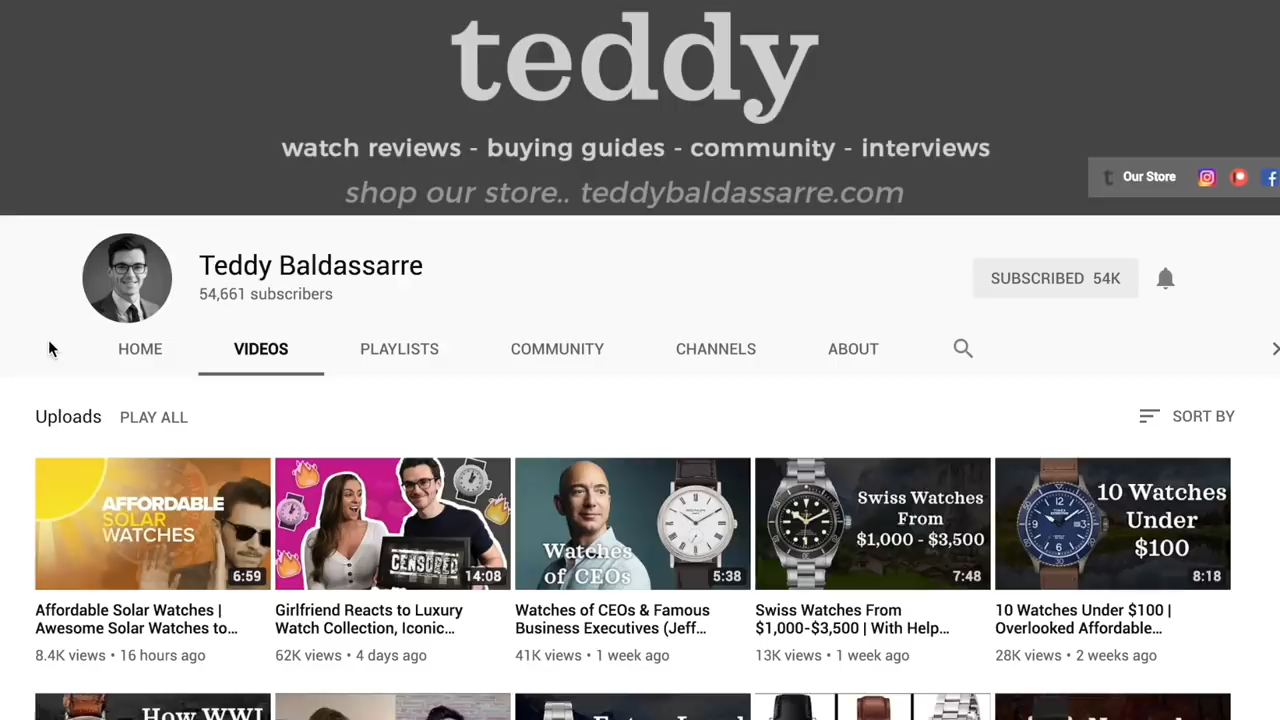 teddy
watch reviews - buying guides - community - interviews
shop our store.. teddybaldassarre.com
t Our Store
Teddy Baldassarre
54,661 subscribers
SUBSCRIBED 54K
HOME VIDEOS PLAYLISTS COMMUNITY CHANNELS ABOUT
Uploads PLAY ALL
SORT BY
AFFORDABLE
SOLAR
WATCHES
6:59
CENSORED
14:08
Watches
of CEOs
5:38
Swiss Watches
From
$1,000 - $3,500
7:48
10 Watches
Under
$100
8:18
Affordable Solar Watches |
Awesome Solar Watches to...
8.4K views • 16 hours ago
Girlfriend Reacts to Luxury
Watch Collection, Iconic...
62K views • 4 days ago
Watches of CEOs & Famous
Business Executives (Jeff...
41K views • 1 week ago
Swiss Watches From
$1,000-$3,500 | With Help...
13K views • 1 week ago
10 Watches Under $100 |
Overlooked Affordable...
28K views • 2 weeks ago
How WWI